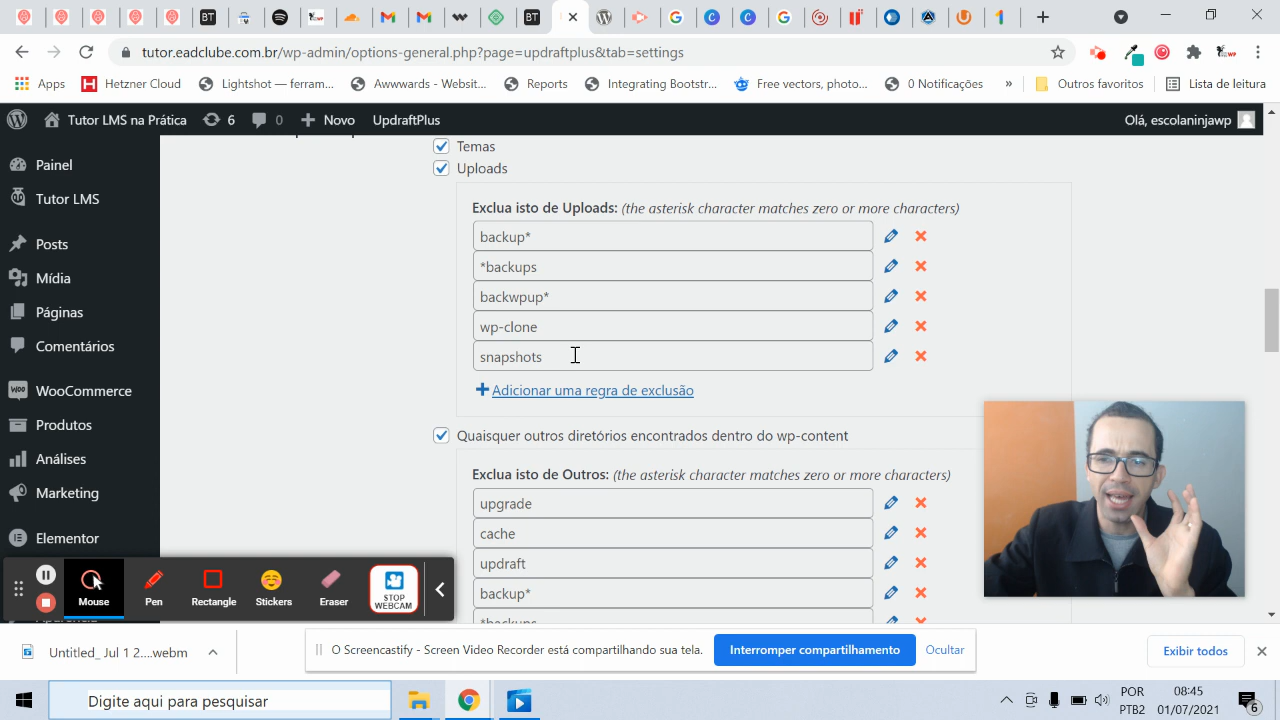 tutor.eadclube.com.br/wp-admin/options-general.php?page=updraftplus&tab=settings
Apps
Hetzner Cloud
Lightshot — ferram...
Awwwards - Websit...
Reports
Integrating Bootstr...
Free vectors, photo...
0 Notificações
»
Outros favoritos
Lista de leitura
Tutor LMS na Prática
6
0
Novo
UpdraftPlus
Olá, escolaninjawp
Painel
Tutor LMS
Posts
Mídia
Páginas
Comentários
WooCommerce
Produtos
Análises
Marketing
Elementor
Temas
Uploads
Exclua isto de Uploads: (the asterisk character matches zero or more characters)
backup*
*backups
backwpup*
wp-clone
snapshots
Adicionar uma regra de exclusão
Quaisquer outros diretórios encontrados dentro do wp-content
Exclua isto de Outros: (the asterisk character matches zero or more characters)
upgrade
cache
updraft
backup*
*backups
Mouse
Pen
Rectangle
Stickers
Eraser
STOP
WEBCAM
Untitled_ Jul 1 2....webm
O Screencastify - Screen Video Recorder está compartilhando sua tela.
Interromper compartilhamento
Ocultar
Exibir todos
Digite aqui para pesquisar
POR
PTB2
08:45
01/07/2021
6